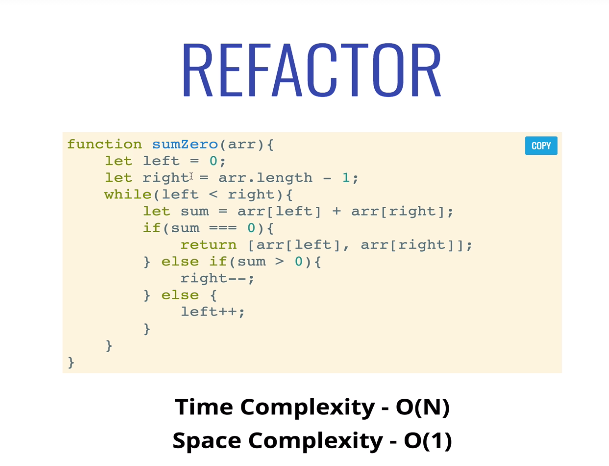 REFACTOR
COPY
function sumZero(arr){
    let left = 0;
    let right = arr.length - 1;
    while(left < right){
        let sum = arr[left] + arr[right];
        if(sum === 0){
            return [arr[left], arr[right]];
        } else if(sum > 0){
            right--;
        } else {
            left++;
        }
    }
}
Time Complexity - O(N)
Space Complexity - O(1)